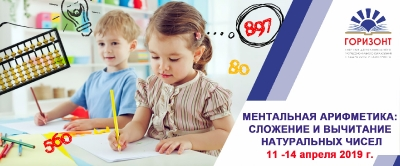 897
80
560
ГОРИЗОНТ
МЕНТАЛЬНАЯ АРИФМЕТИКА:
СЛОЖЕНИЕ И ВЫЧИТАНИЕ
НАТУРАЛЬНЫХ ЧИСЕЛ
11 -14 апреля 2019 г.